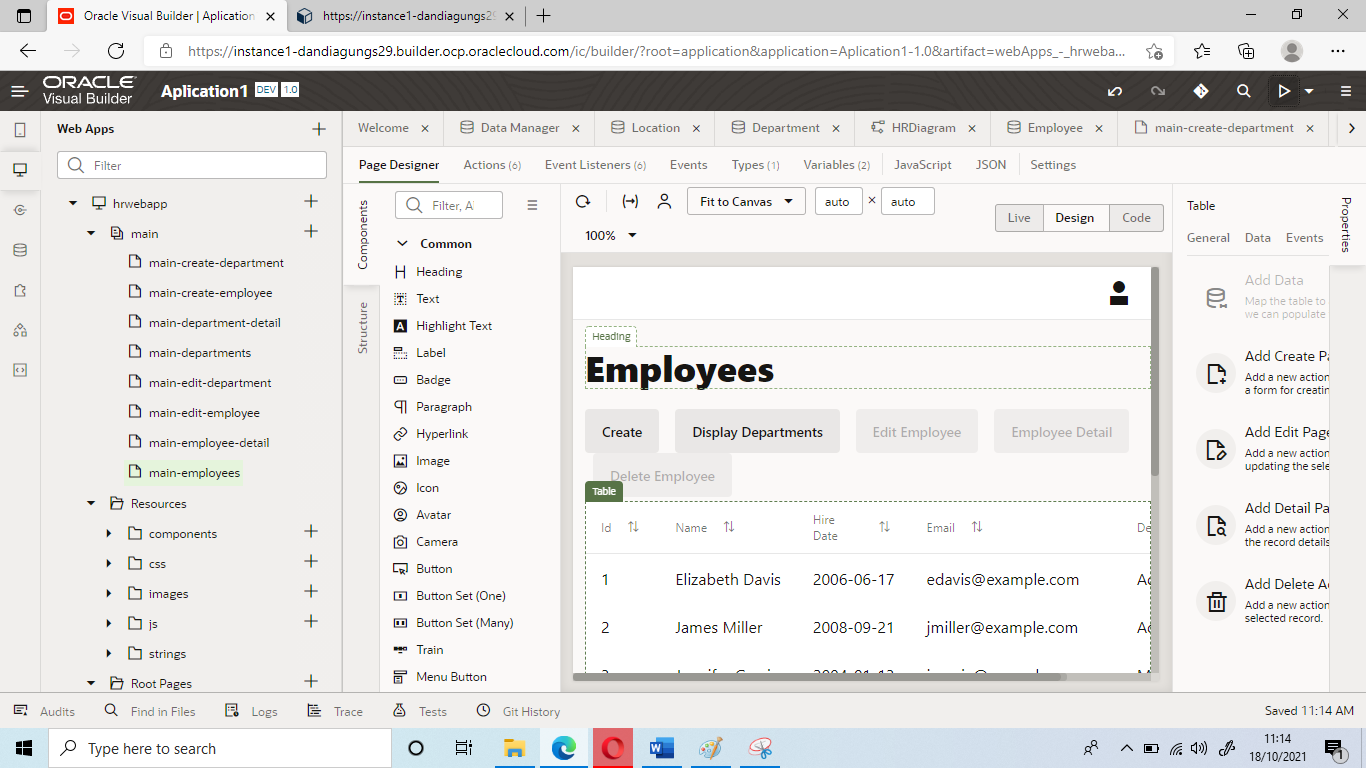 Oracle Visual Builder | Aplication
https://instance1-dandiagungs29
https://instance1-dandiagungs29.builder.ocp.oraclecloud.com/ic/builder/?root=application&application=Aplication1-1.0&artifact=webApps_-_hrweba...
ORACLE
Visual Builder
Aplication1 DEV 1.0
Web Apps
Filter
hrwebapp
main
main-create-department
main-create-employee
main-department-detail
main-departments
main-edit-department
main-edit-employee
main-employee-detail
main-employees
Resources
components
css
images
js
strings
Root Pages
Welcome Data Manager Location Department HRDiagram Employee main-create-department
Page Designer Actions (6) Event Listeners (6) Events Types (1) Variables (2) JavaScript JSON Settings
Components
Structure
Filter, A
Common
Heading
Text
Highlight Text
Label
Badge
Paragraph
Hyperlink
Image
Icon
Avatar
Camera
Button
Button Set (One)
Button Set (Many)
Train
Menu Button
Fit to Canvas auto × auto
Live Design Code
100%
Heading
Employees
Create Display Departments Edit Employee Employee Detail
Delete Employee
Table
Id Name Hire Date Email De
1 Elizabeth Davis 2006-06-17 edavis@example.com Ac
2 James Miller 2008-09-21 jmiller@example.com Ac
Table
Properties
General Data Events
Add Data
Map the table to
we can populate
Add Create Pa
Add a new action
a form for creatin
Add Edit Page
Add a new action
updating the sele
Add Detail Pa
Add a new action
the record details
Add Delete A
Add a new action
selected record.
Audits Find in Files Logs Trace Tests Git History
Saved 11:14 AM
Type here to search
11:14
18/10/2021
1